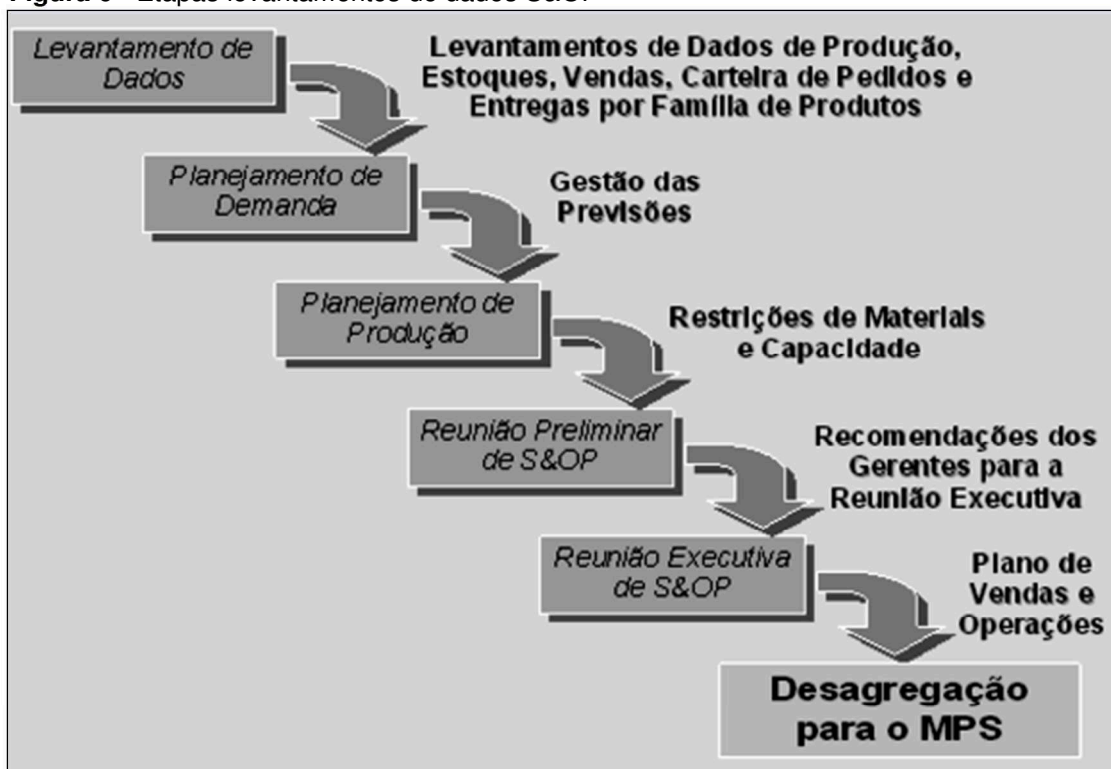 Levantamento de
Dados
Levantamentos de Dados de Produção,
Estoques, Vendas, Carteira de Pedidos e
Entregas por Família de Produtos
Planejamento de
Demanda
Gestão das
Previsões
Planejamento de
Produção
Restrições de Materiais
e Capacidade
Reunião Preliminar
de S&OP
Recomendações dos
Gerentes para a
Reunião Executiva
Reunião Executiva
de S&OP
Plano de
Vendas e
Operações
Desagregação
para o MPS